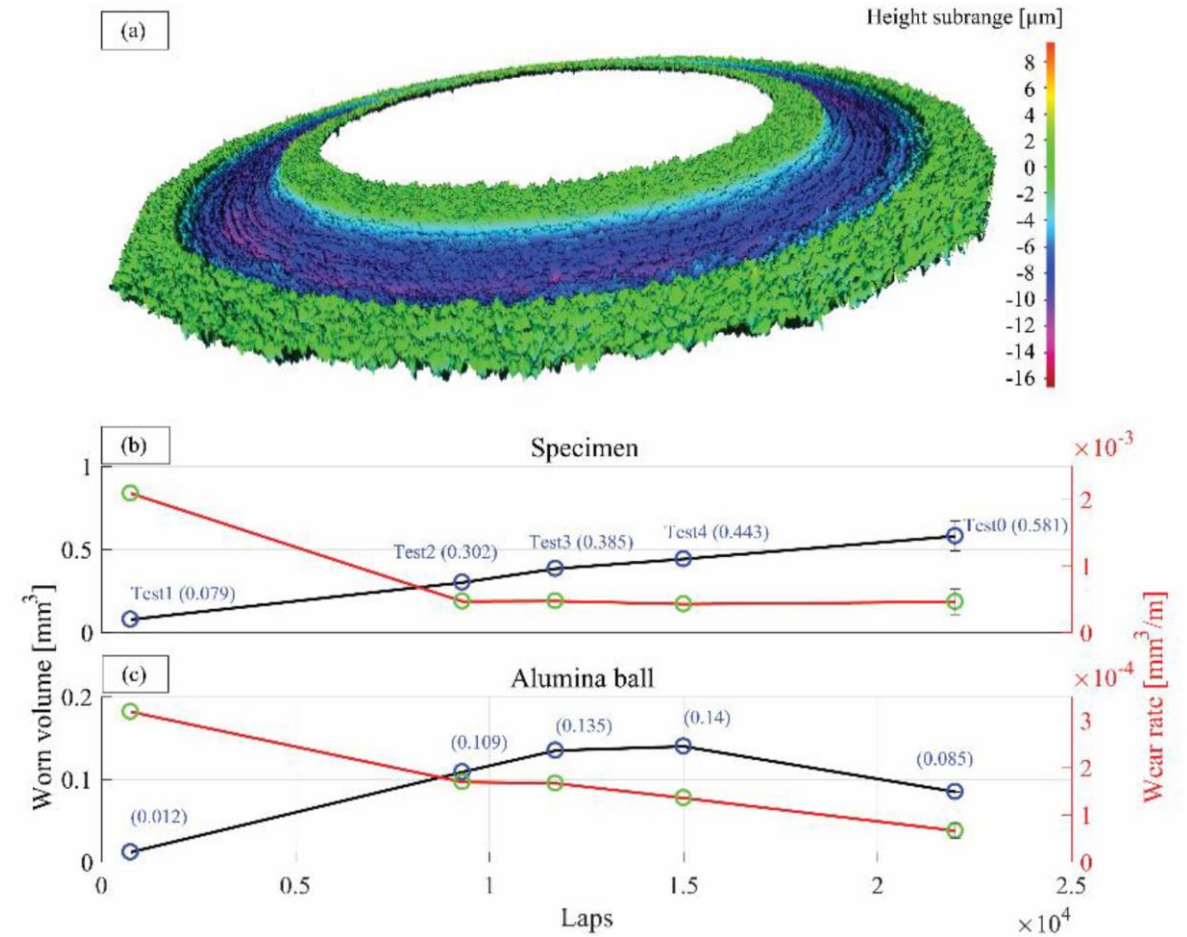 (a)
Height subrange [μm]
8
6
4
2
0
-2
-4
-6
-8
-10
-12
-14
-16
(b)
Specimen
×10⁻³
1
0.5
0
Test1 (0.079)
Test2 (0.302)
Test3 (0.385)
Test4 (0.443)
Test0 (0.581)
2
1
0
Worn volume [mm³]
Wear rate [mm³/m]
(c)
Alumina ball
×10⁻⁴
0.2
0.1
0
(0.012)
(0.109)
(0.135)
(0.14)
(0.085)
3
2
1
0
0
0.5
1
1.5
2
2.5
Laps
×10⁴